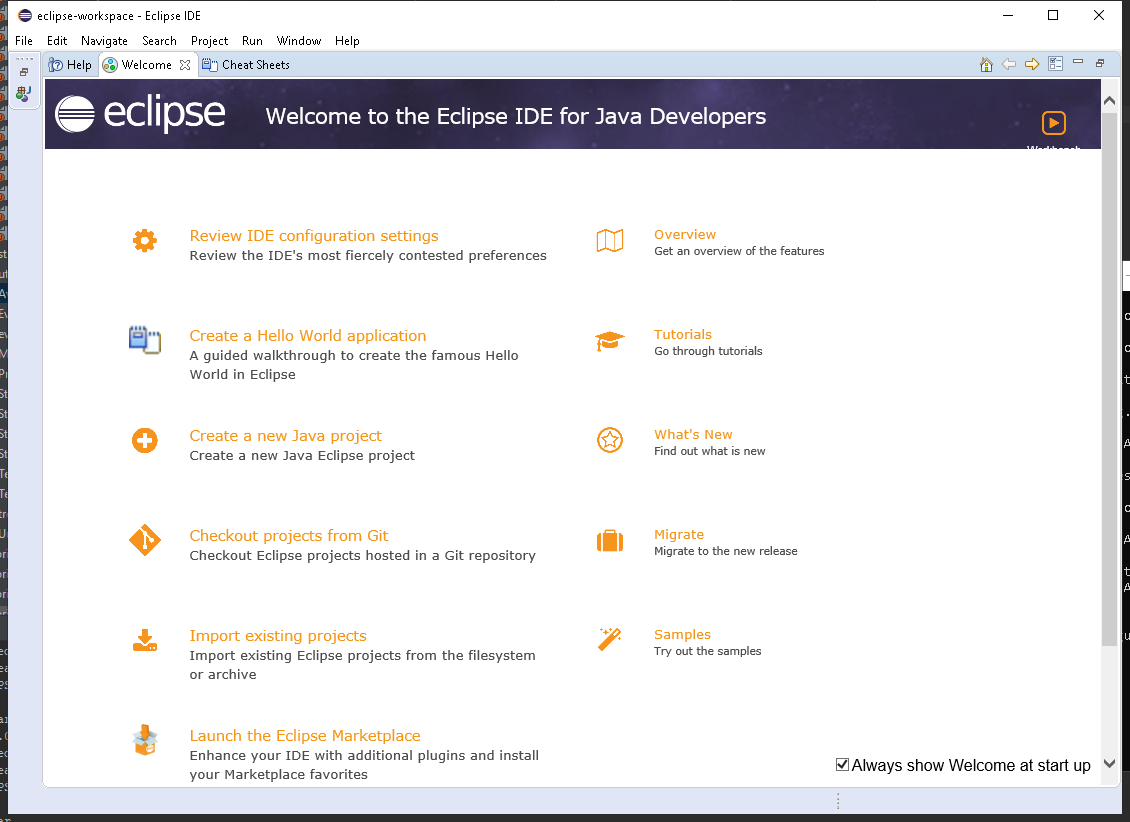 eclipse-workspace - Eclipse IDE
File Edit Navigate Search Project Run Window Help
Help Welcome Cheat Sheets
eclipse Welcome to the Eclipse IDE for Java Developers
Workbench
Review IDE configuration settings
Review the IDE's most fiercely contested preferences
Overview
Get an overview of the features
Create a Hello World application
A guided walkthrough to create the famous Hello
World in Eclipse
Tutorials
Go through tutorials
Create a new Java project
Create a new Java Eclipse project
What's New
Find out what is new
Checkout projects from Git
Checkout Eclipse projects hosted in a Git repository
Migrate
Migrate to the new release
Import existing projects
Import existing Eclipse projects from the filesystem
or archive
Samples
Try out the samples
Launch the Eclipse Marketplace
Enhance your IDE with additional plugins and install
your Marketplace favorites
Always show Welcome at start up